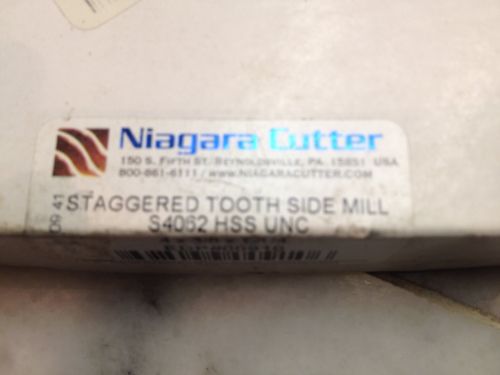 Niagara Cutter
150 S. FIFTH ST. REYNOLDSVILLE, PA. 15851 USA
800-861-6111 / WWW.NIAGARACUTTER.COM
STAGGERED TOOTH SIDE MILL
S4062 HSS UNC